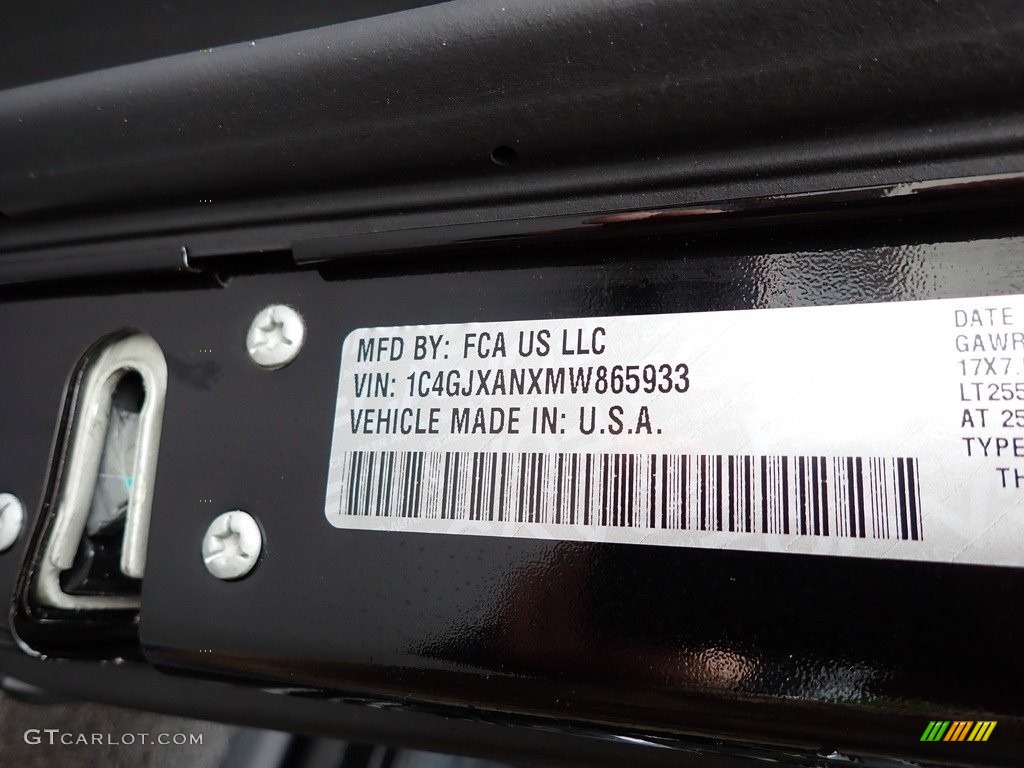 MFD BY: FCA US LLC
VIN: 1C4GJXANXMW865933
VEHICLE MADE IN: U.S.A.
DATE
GAWR
17X7.
LT255
AT 25
TYPE
TH
GTCARLOT.COM